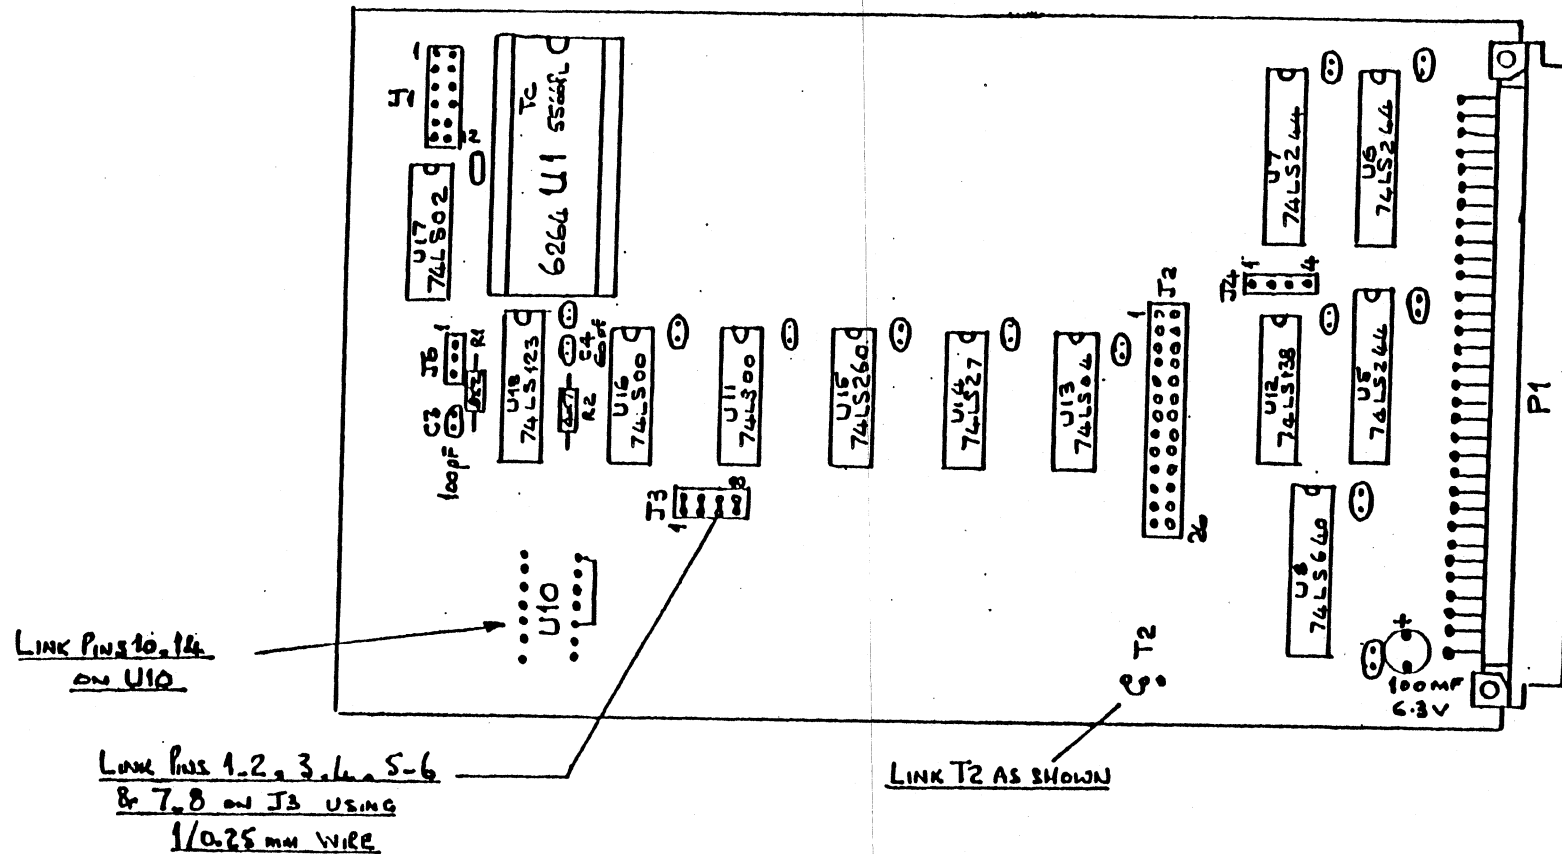 1
J1
12
U17
74LS02
TC
5565PL
6264 U1
U7
74LS244
U6
74LS244
1
J2
26
J4
1
4
J5
1
R1
C3
100pF
U18
74LS123
C4
R2
U16
74LS00
U11
74LS00
U15
74LS260
U14
74LS27
U13
74LS04
U12
74LS138
U5
74LS244
P1
J3
1
8
U10
U8
74LS640
T2
+
100MF
6.3V
LINK PINS 10-14
ON U10
LINK PINS 1-2, 3-4, 5-6
& 7-8 ON J3 USING
1/0.25 MM WIRE
LINK T2 AS SHOWN